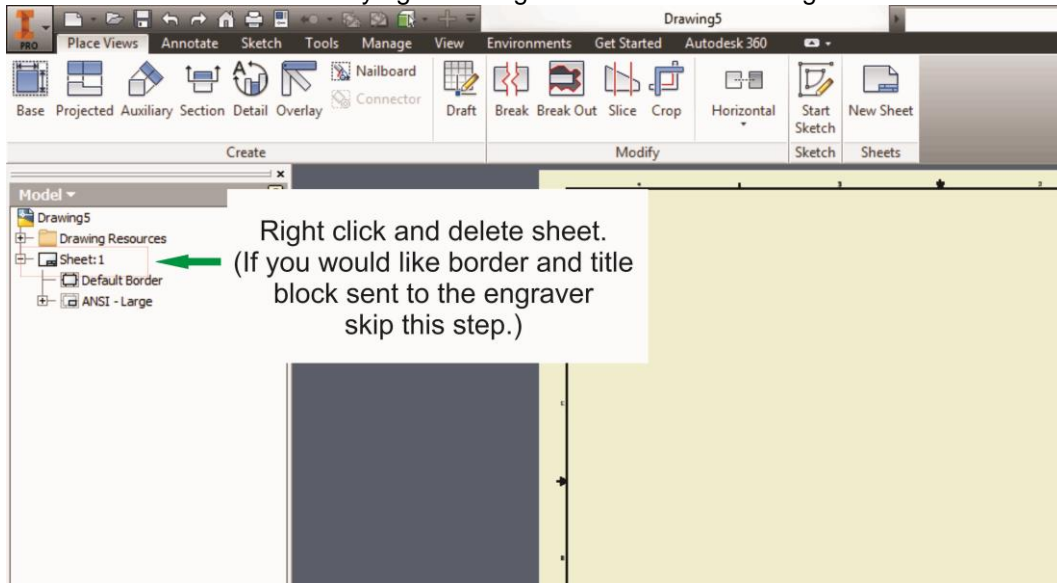 Drawing5
PRO
Place Views Annotate Sketch Tools Manage View Environments Get Started Autodesk 360
Nailboard
Connector
Base Projected Auxiliary Section Detail Overlay Draft Break Break Out Slice Crop Horizontal Start Sketch New Sheet
Create Modify Sketch Sheets
Model
Drawing5
Drawing Resources
Sheet:1
Default Border
ANSI - Large
Right click and delete sheet.
(If you would like border and title
block sent to the engraver
skip this step.)
3
2
C
B